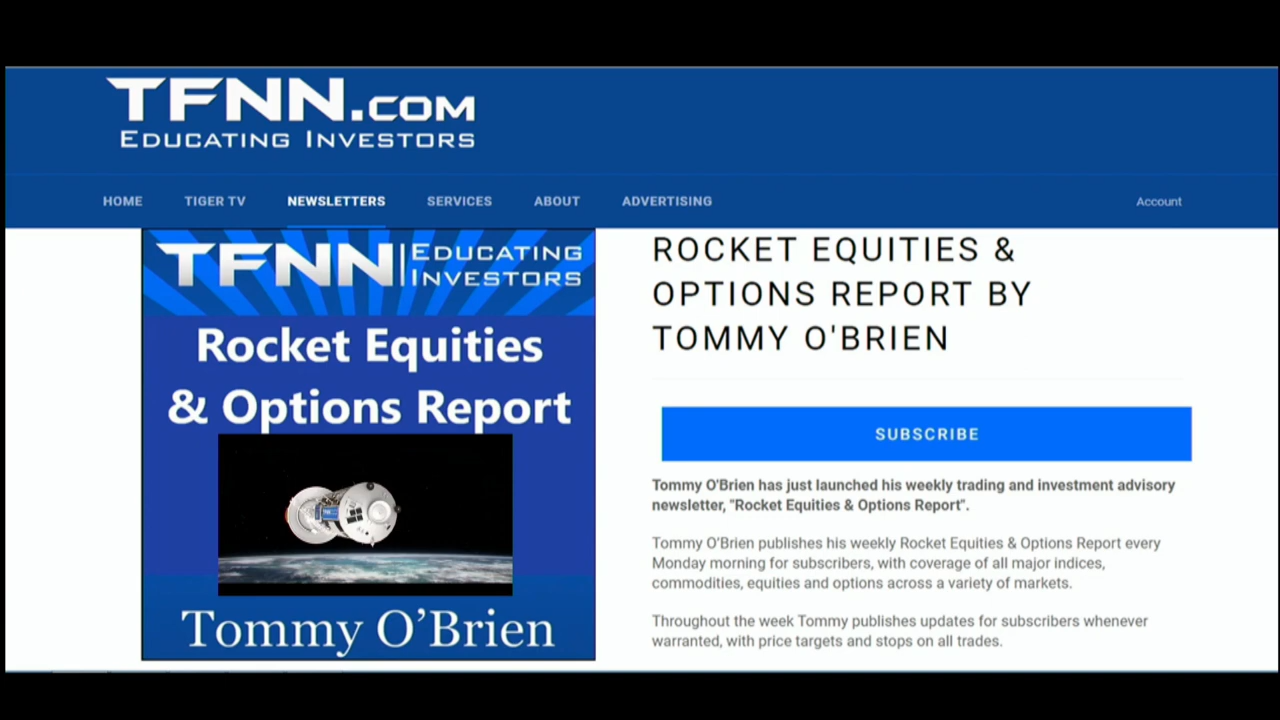 TFNN.COM
EDUCATING INVESTORS
HOME TIGER TV NEWSLETTERS SERVICES ABOUT ADVERTISING Account
TFNN EDUCATING
INVESTORS
Rocket Equities
& Options Report
Tommy O’Brien
ROCKET EQUITIES &
OPTIONS REPORT BY
TOMMY O'BRIEN
SUBSCRIBE
Tommy O'Brien has just launched his weekly trading and investment advisory
newsletter, "Rocket Equities & Options Report".
Tommy O’Brien publishes his weekly Rocket Equities & Options Report every
Monday morning for subscribers, with coverage of all major indices,
commodities, equities and options across a variety of markets.
Throughout the week Tommy publishes updates for subscribers whenever
warranted, with price targets and stops on all trades.